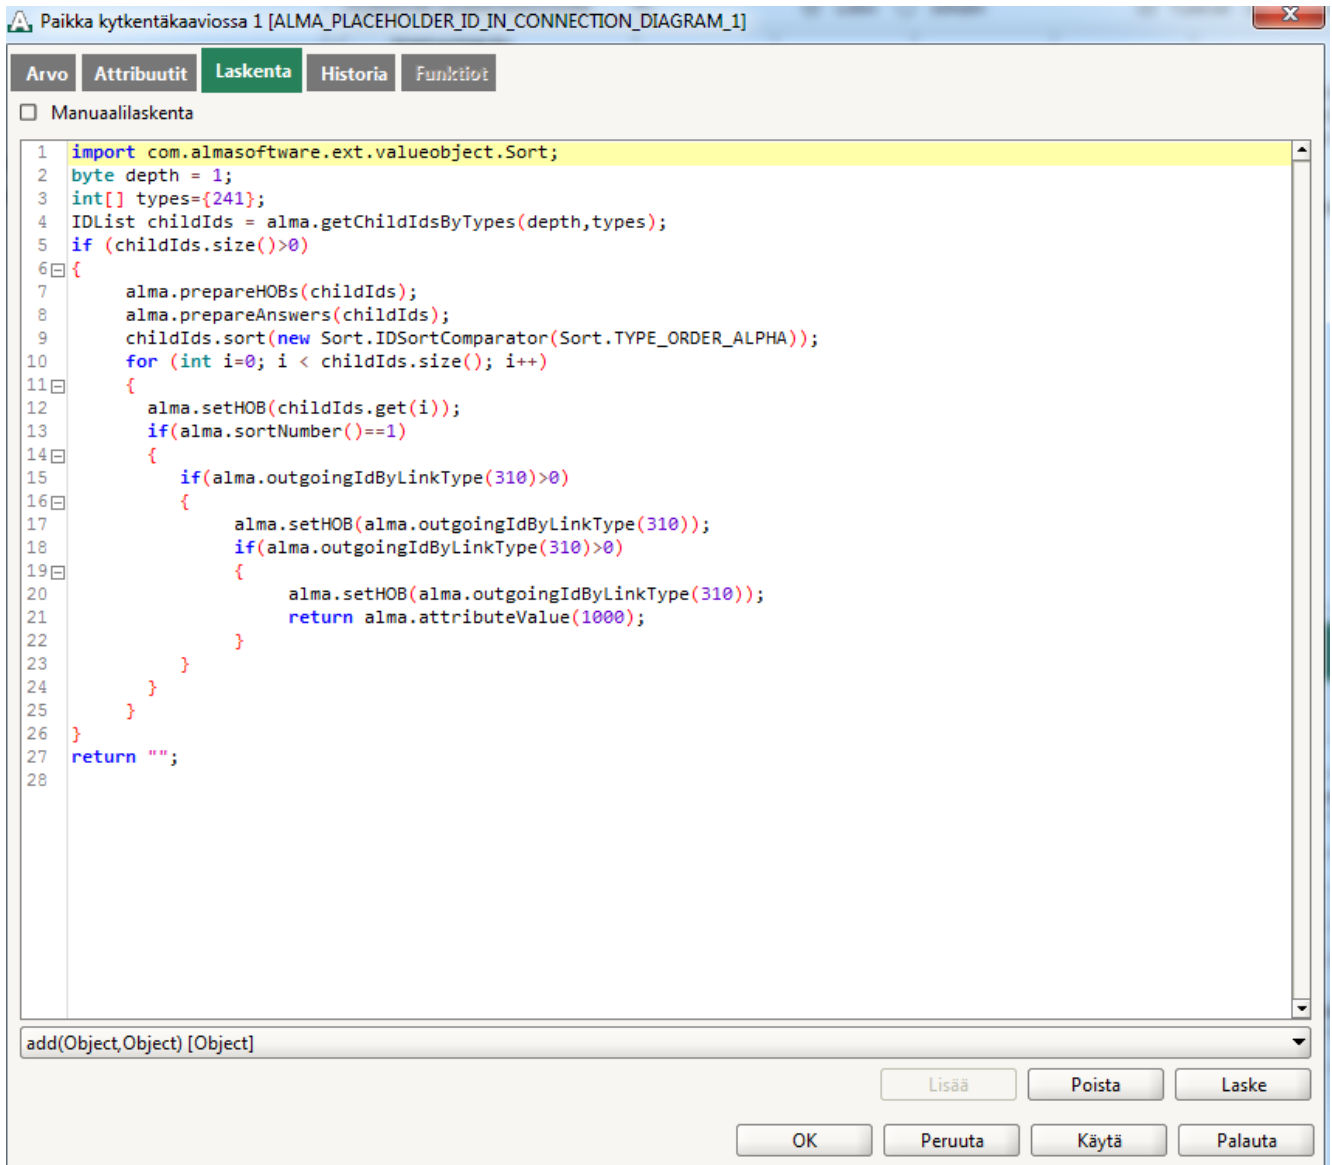 Paikka kytkentäkaaviossa 1 [ALMA_PLACEHOLDER_ID_IN_CONNECTION_DIAGRAM_1]
Arvo Attribuutit Laskenta Historia Funktiot
Manuaalilaskenta
1 import com.almasoftware.ext.valueobject.Sort;
2 byte depth = 1;
3 int[] types={241};
4 IDList childIds = alma.getChildIdsByTypes(depth,types);
5 if (childIds.size()>0)
6 {
7 alma.prepareHOBs(childIds);
8 alma.prepareAnswers(childIds);
9 childIds.sort(new Sort.IDSortComparator(Sort.TYPE_ORDER_ALPHA));
10 for (int i=0; i < childIds.size(); i++)
11 {
12 alma.setHOB(childIds.get(i));
13 if(alma.sortNumber()==1)
14 {
15 if(alma.outgoingIdByLinkType(310)>0)
16 {
17 alma.setHOB(alma.outgoingIdByLinkType(310));
18 if(alma.outgoingIdByLinkType(310)>0)
19 {
20 alma.setHOB(alma.outgoingIdByLinkType(310));
21 return alma.attributeValue(1000);
22 }
23 }
24 }
25 }
26 }
27 return "";
28
add(Object,Object) [Object]
Lisää Poista Laske
OK Peruuta Käytä Palauta